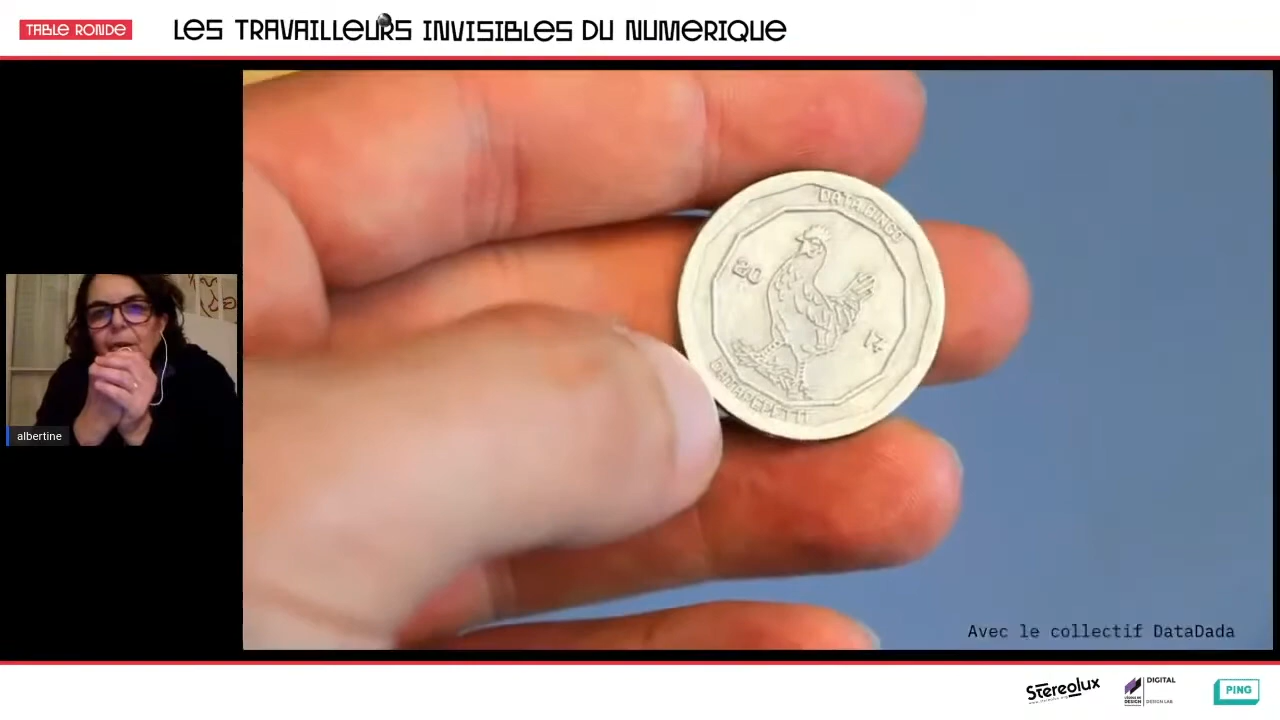 TABLE RONDE
LES TRAVAILLEURS INVISIBLES DU NUMERIQUE
DATA BINGO
20
17
DATAPEPETTE
albertine
Avec le collectif DataDada
Stereolux
DIGITAL
DESIGN LAB
PING